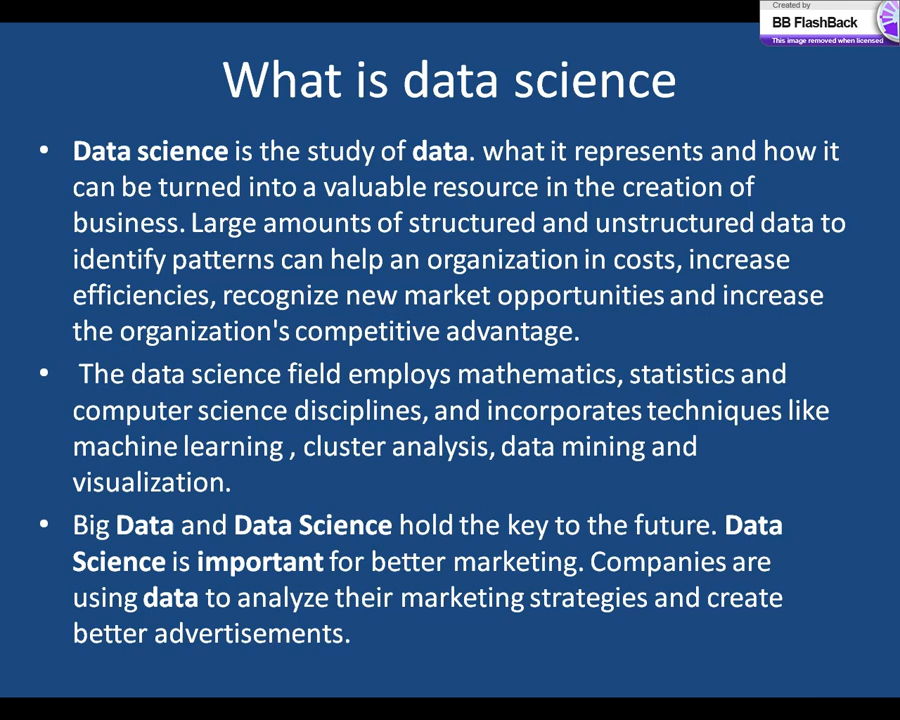 Created by
BB FlashBack
This image removed when licensed
What is data science
• Data science is the study of data. what it represents and how it
can be turned into a valuable resource in the creation of
business. Large amounts of structured and unstructured data to
identify patterns can help an organization in costs, increase
efficiencies, recognize new market opportunities and increase
the organization's competitive advantage.
• The data science field employs mathematics, statistics and
computer science disciplines, and incorporates techniques like
machine learning , cluster analysis, data mining and
visualization.
• Big Data and Data Science hold the key to the future. Data
Science is important for better marketing. Companies are
using data to analyze their marketing strategies and create
better advertisements.